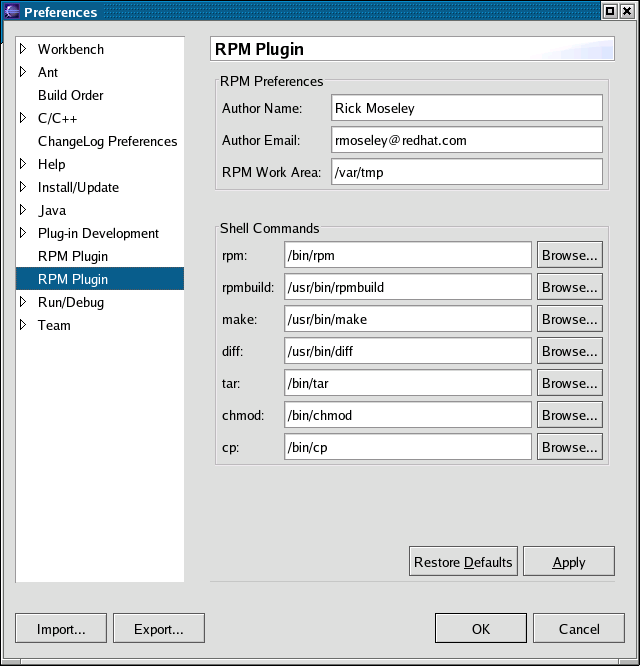 Preferences
Workbench
Ant
Build Order
C/C++
ChangeLog Preferences
Help
Install/Update
Java
Plug-in Development
RPM Plugin
RPM Plugin
Run/Debug
Team
RPM Plugin
RPM Preferences
Author Name: Rick Moseley
Author Email: rmoseley@redhat.com
RPM Work Area: /var/tmp
Shell Commands
rpm: /bin/rpm Browse...
rpmbuild: /usr/bin/rpmbuild Browse...
make: /usr/bin/make Browse...
diff: /usr/bin/diff Browse...
tar: /bin/tar Browse...
chmod: /bin/chmod Browse...
cp: /bin/cp Browse...
Restore Defaults Apply
Import... Export... OK Cancel